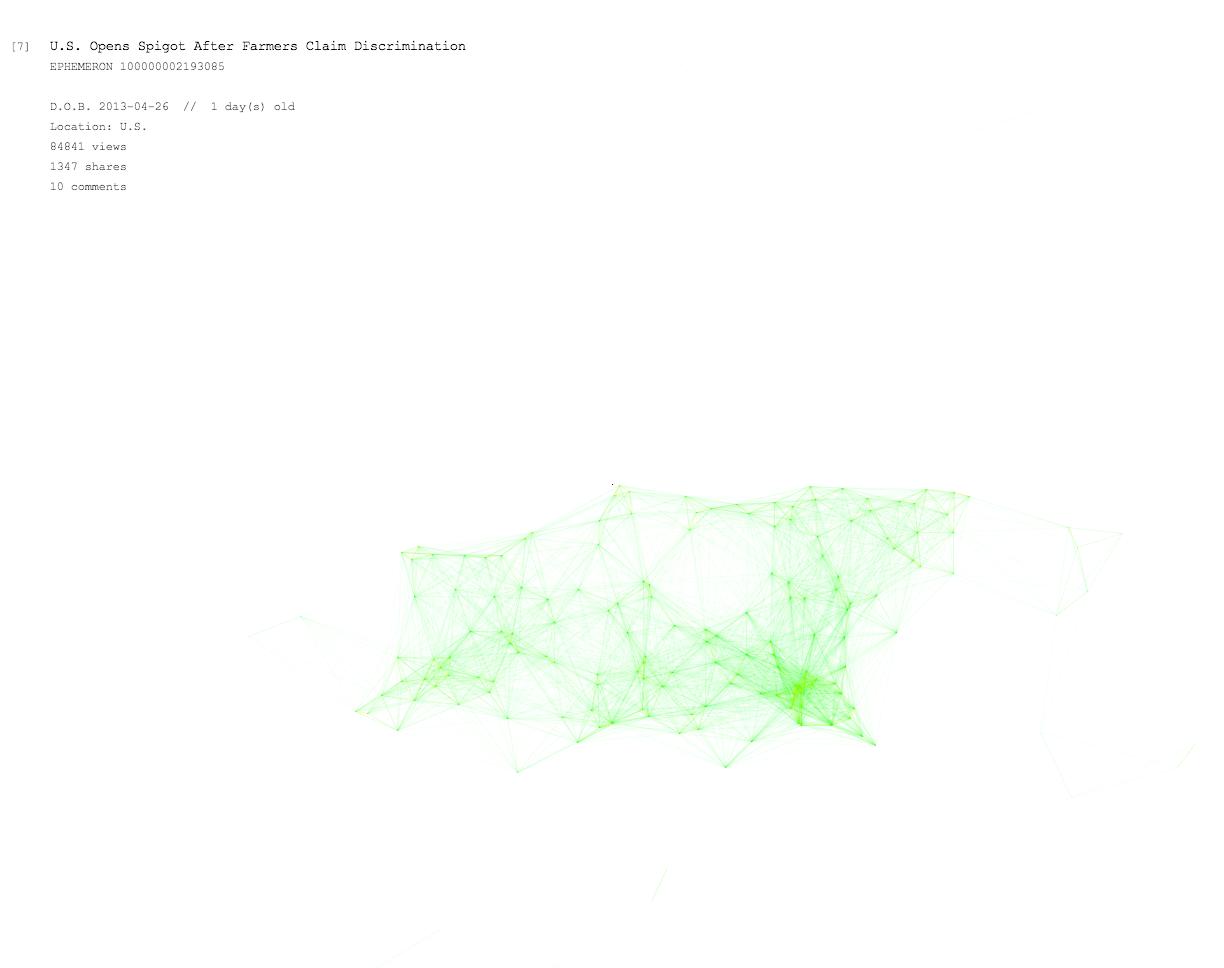 [7] U.S. Opens Spigot After Farmers Claim Discrimination
EPHEMERON 100000002193085
D.O.B. 2013-04-26 // 1 day(s) old
Location: U.S.
84841 views
1347 shares
10 comments